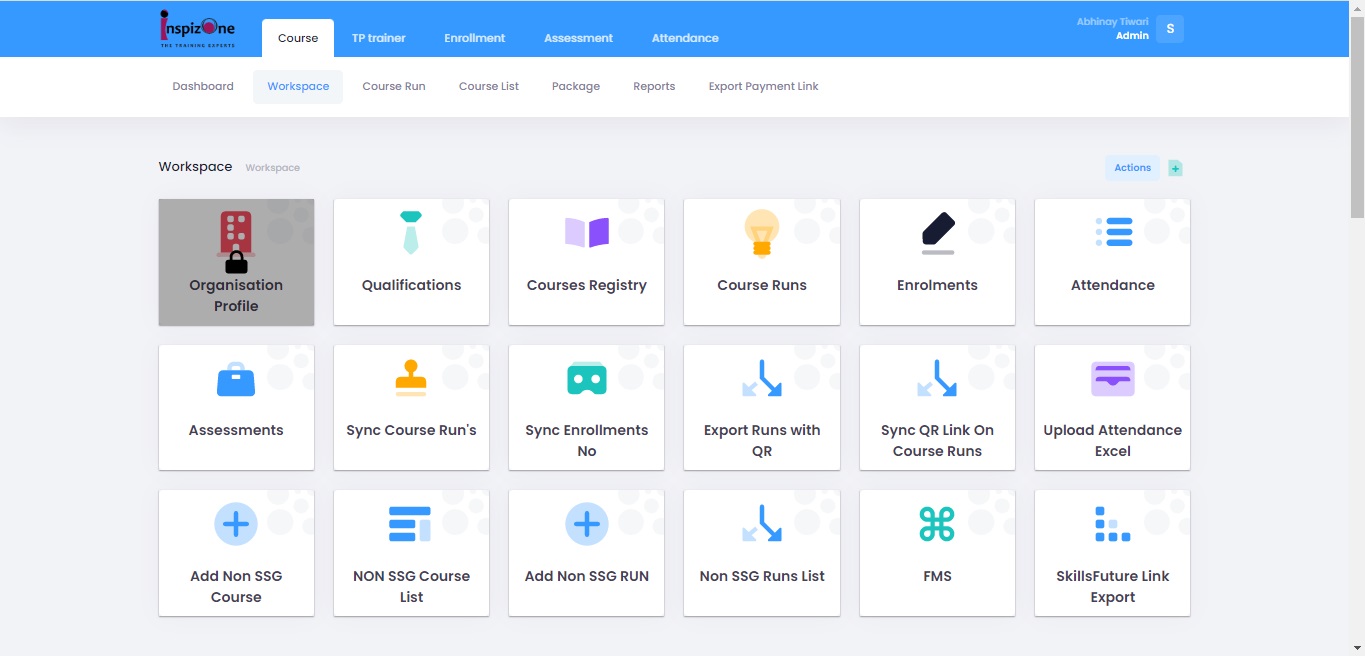 ınspizOne
THE TRAINING EXPERTS
Course
TP trainer
Enrollment
Assessment
Attendance
Abhinay Tiwari
Admin
S
Dashboard
Workspace
Course Run
Course List
Package
Reports
Export Payment Link
Workspace
Workspace
Actions
Organisation
Profile
Qualifications
Courses Registry
Course Runs
Enrolments
Attendance
Assessments
Sync Course Run's
Sync Enrollments
No
Export Runs with
QR
Sync QR Link On
Course Runs
Upload Attendance
Excel
Add Non SSG
Course
NON SSG Course
List
Add Non SSG RUN
Non SSG Runs List
FMS
SkillsFuture Link
Export